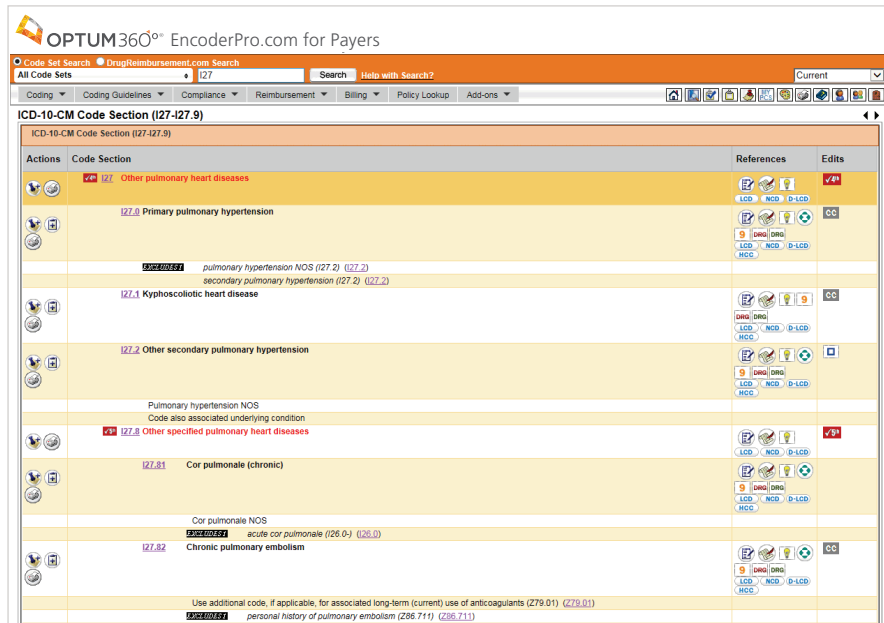 OPTUM360°® EncoderPro.com for Payers
Code Set Search DrugReimbursement.com Search
All Code Sets I27 Search Help with Search? Current
Coding Coding Guidelines Compliance Reimbursement Billing Policy Lookup Add-ons MY PCS
ICD-10-CM Code Section (I27-I27.9)
ICD-10-CM Code Section (I27-I27.9)
Actions Code Section References Edits
✓4th I27 Other pulmonary heart diseases ✓4th
LCD NCD D-LCD
I27.0 Primary pulmonary hypertension CC
9 DRG DRG
LCD NCD D-LCD
HCC
EXCLUDES1 pulmonary hypertension NOS (I27.2) (I27.2)
secondary pulmonary hypertension (I27.2) (I27.2)
I27.1 Kyphoscoliotic heart disease 9 CC
DRG DRG
LCD NCD D-LCD
HCC
I27.2 Other secondary pulmonary hypertension
9 DRG DRG
LCD NCD D-LCD
HCC
Pulmonary hypertension NOS
Code also associated underlying condition
✓5th I27.8 Other specified pulmonary heart diseases ✓5th
LCD NCD D-LCD
I27.81 Cor pulmonale (chronic)
9 DRG DRG
LCD NCD D-LCD
HCC
Cor pulmonale NOS
EXCLUDES1 acute cor pulmonale (I26.0-) (I26.0)
I27.82 Chronic pulmonary embolism CC
9 DRG DRG
LCD NCD D-LCD
HCC
Use additional code, if applicable, for associated long-term (current) use of anticoagulants (Z79.01) (Z79.01)
EXCLUDES1 personal history of pulmonary embolism (Z86.711) (Z86.711)